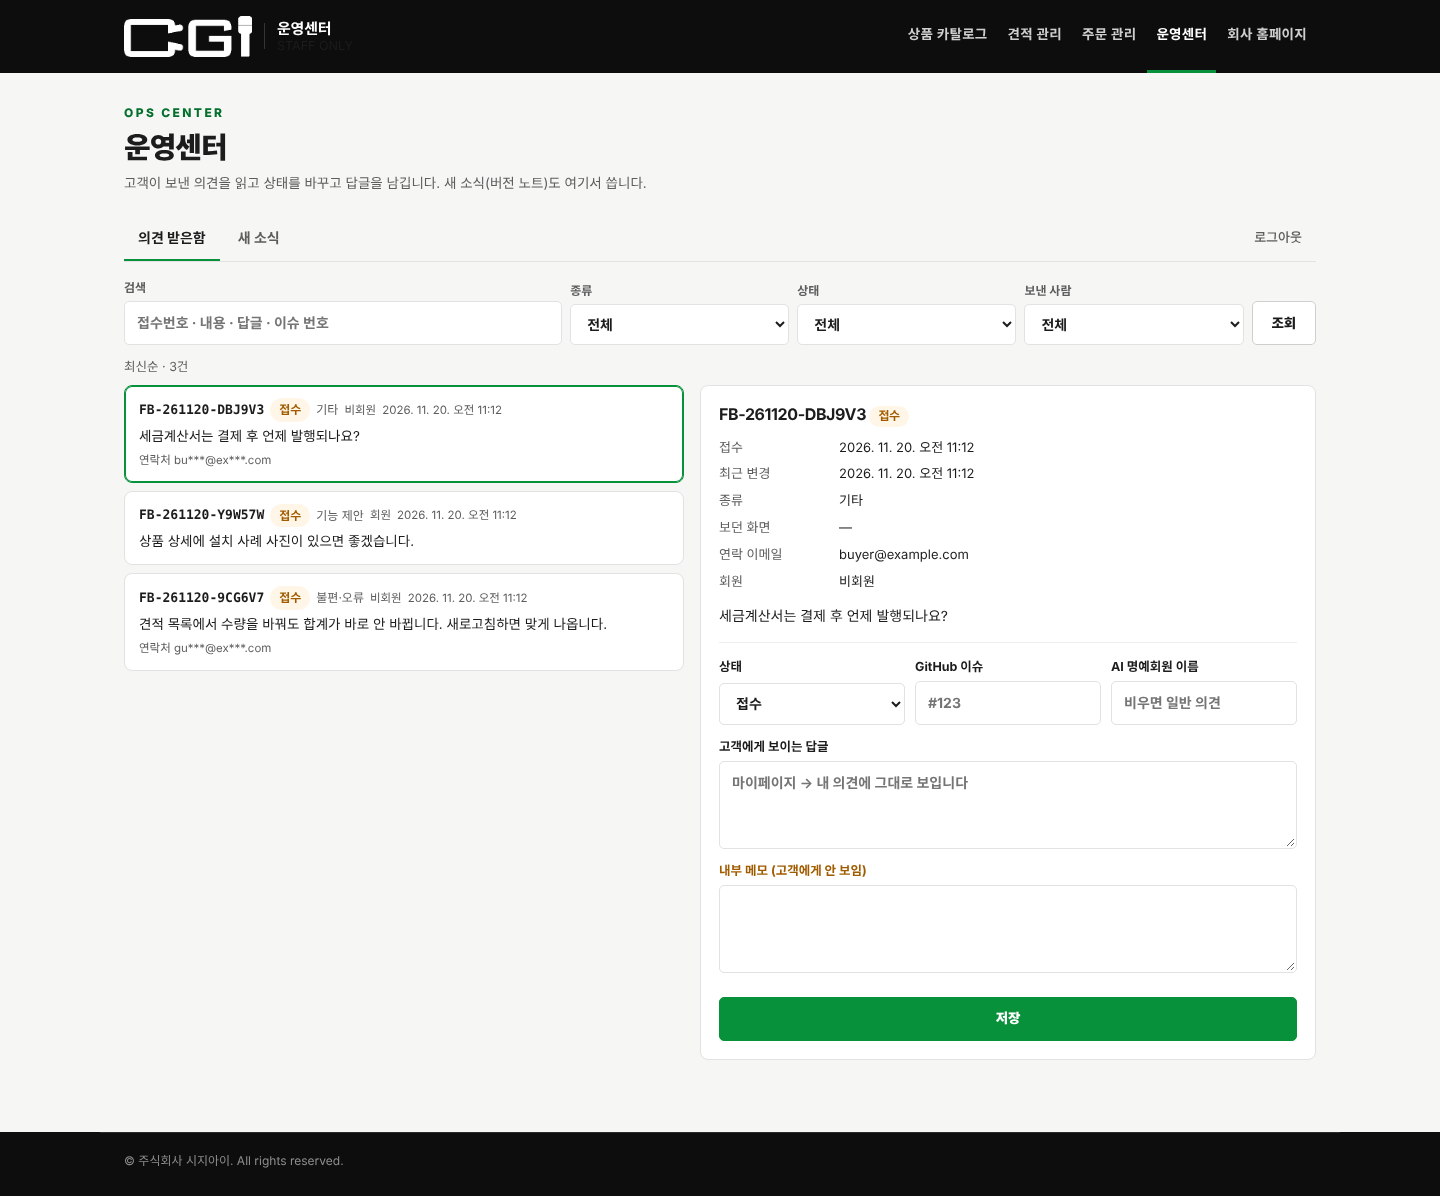 CGI
운영센터
STAFF ONLY
상품 카탈로그 견적 관리 주문 관리 운영센터 회사 홈페이지
OPS CENTER
운영센터
고객이 보낸 의견을 읽고 상태를 바꾸고 답글을 남깁니다. 새 소식(버전 노트)도 여기서 씁니다.
의견 받은함 새 소식 로그아웃
검색 종류 상태 보낸 사람
접수번호 · 내용 · 답글 · 이슈 번호 전체 전체 전체 조회
최신순 · 3건
FB-261120-DBJ9V3 접수 기타 비회원 2026. 11. 20. 오전 11:12
세금계산서는 결제 후 언제 발행되나요?
연락처 bu***@ex***.com
FB-261120-Y9W57W 접수 기능 제안 회원 2026. 11. 20. 오전 11:12
상품 상세에 설치 사례 사진이 있으면 좋겠습니다.
FB-261120-9CG6V7 접수 불편·오류 비회원 2026. 11. 20. 오전 11:12
견적 목록에서 수량을 바꿔도 합계가 바로 안 바뀝니다. 새로고침하면 맞게 나옵니다.
연락처 gu***@ex***.com
FB-261120-DBJ9V3 접수
접수 2026. 11. 20. 오전 11:12
최근 변경 2026. 11. 20. 오전 11:12
종류 기타
보던 화면 —
연락 이메일 buyer@example.com
회원 비회원
세금계산서는 결제 후 언제 발행되나요?
상태 GitHub 이슈 AI 명예회원 이름
접수 #123 비우면 일반 의견
고객에게 보이는 답글
마이페이지 → 내 의견에 그대로 보입니다
내부 메모 (고객에게 안 보임)
저장
© 주식회사 시지아이. All rights reserved.